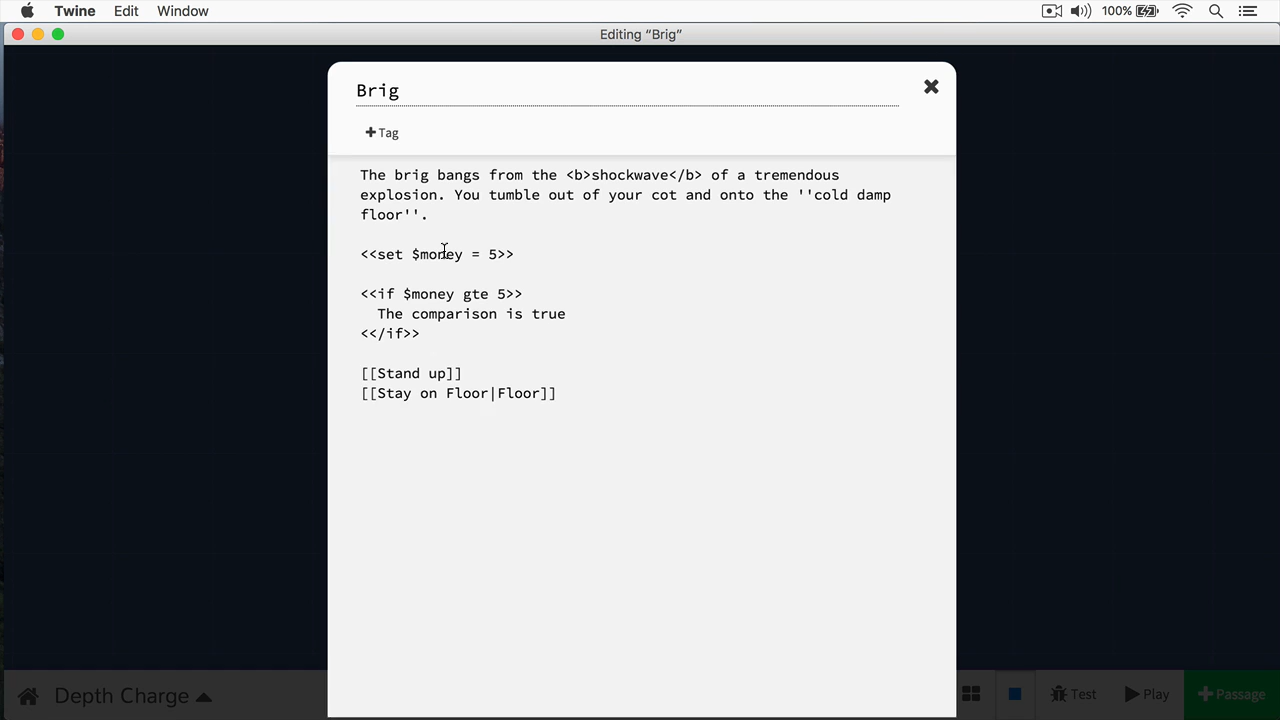 Twine Edit Window 100%
Editing “Brig”
Brig
+Tag
The brig bangs from the <b>shockwave</b> of a tremendous
explosion. You tumble out of your cot and onto the ''cold damp
floor''.
<<set $money = 5>>
<<if $money gte 5>>
The comparison is true
<</if>>
[[Stand up]]
[[Stay on Floor|Floor]]
Depth Charge Test Play +Passage